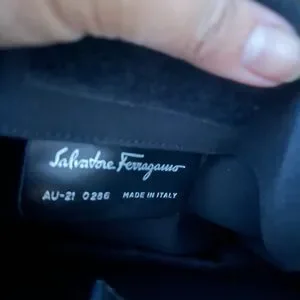 Salvatore Ferragamo
AU-21 0286 MADE IN ITALY